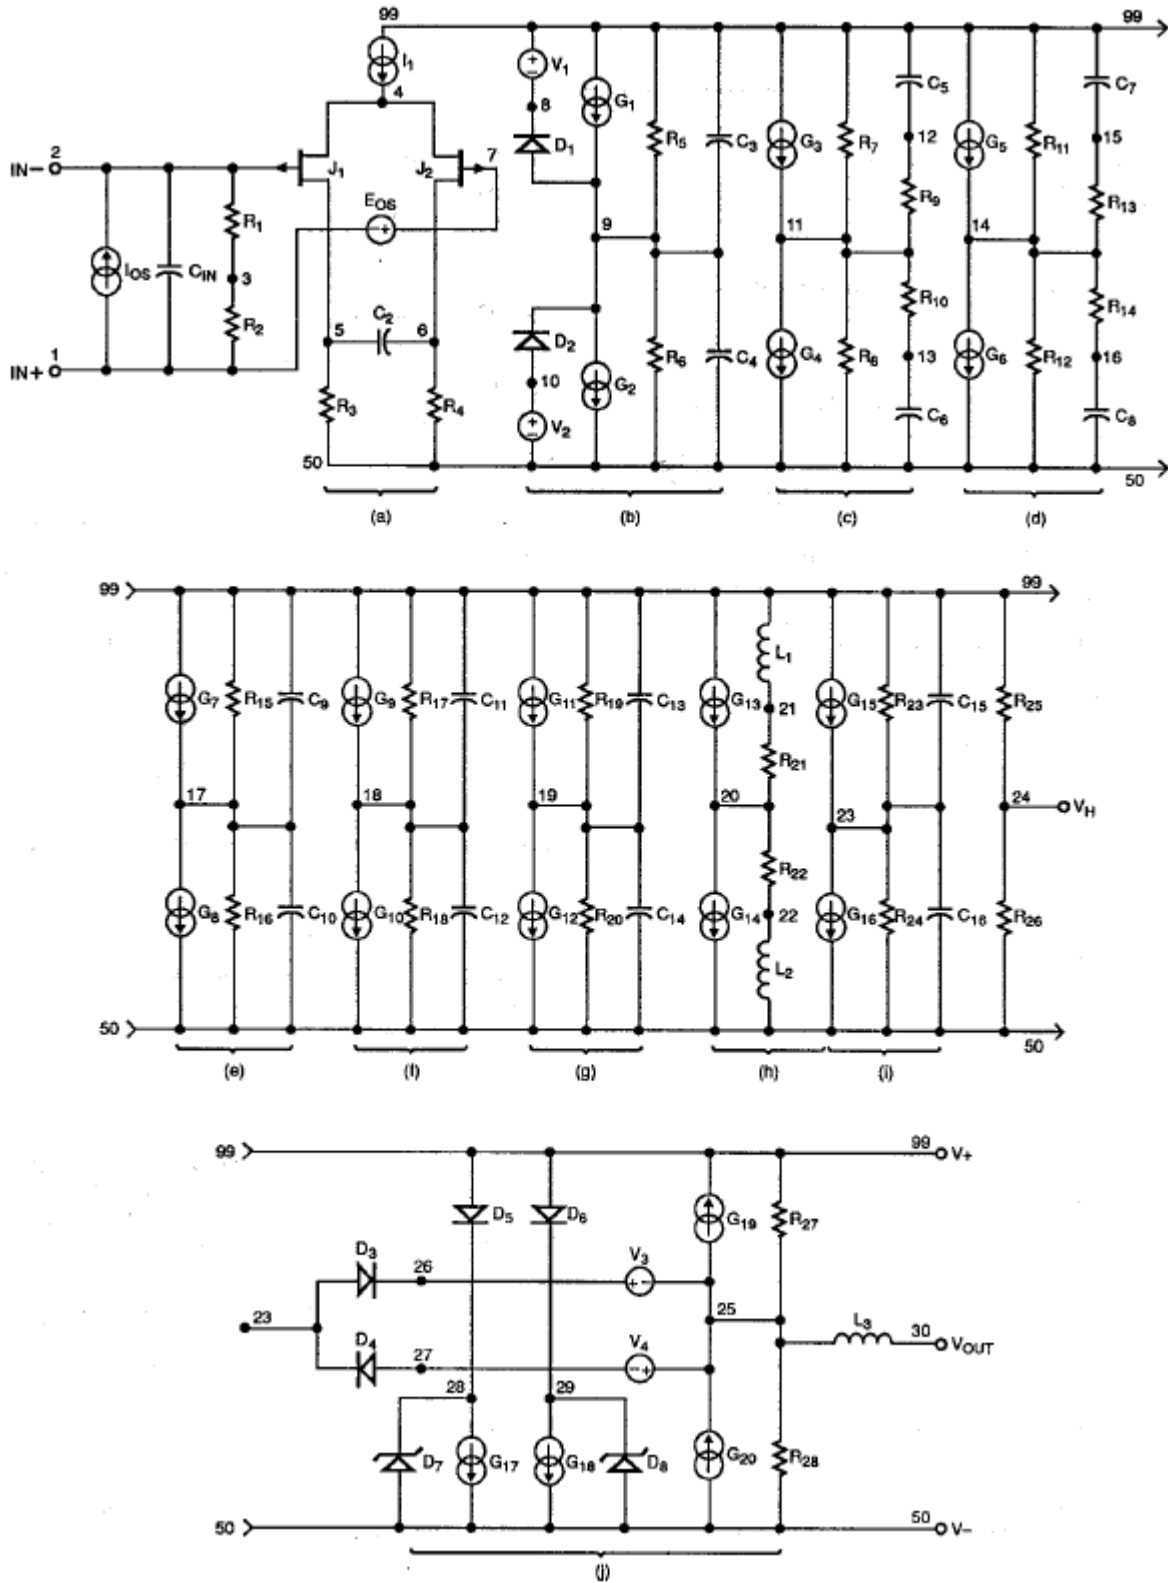 99 99
I1
V1
4
8
G1
C5
C7
2
IN−
D1
R5
C3
G3
R7
12
G5
R11
15
7
J1
J2
EOS
R1
R9
R13
9
11
14
IOS
CIN
3
R2
C2
5
6
R10
R14
D2
1
IN+
R3
R4
10
G2
R6
C4
G4
R8
13
G6
R12
16
V2
C6
C8
50
50
(a)
(b)
(c)
(d)
99
99
L1
G7
R15
C9
G9
R17
C11
G11
R19
C13
G13
21
G15
R23
C15
R25
R21
17
18
19
20
23
24
VH
R22
G8
R16
C10
G10
R18
C12
G12
R20
C14
G14
22
G16
R24
C16
R26
L2
50
50
(e)
(f)
(g)
(h)
(i)
99
99
V+
D5
D6
G19
R27
D3
26
V3
23
25
L3
30
VOUT
D4
27
V4
28
29
D7
G17
G18
D8
G20
R28
50
50
V−
(j)